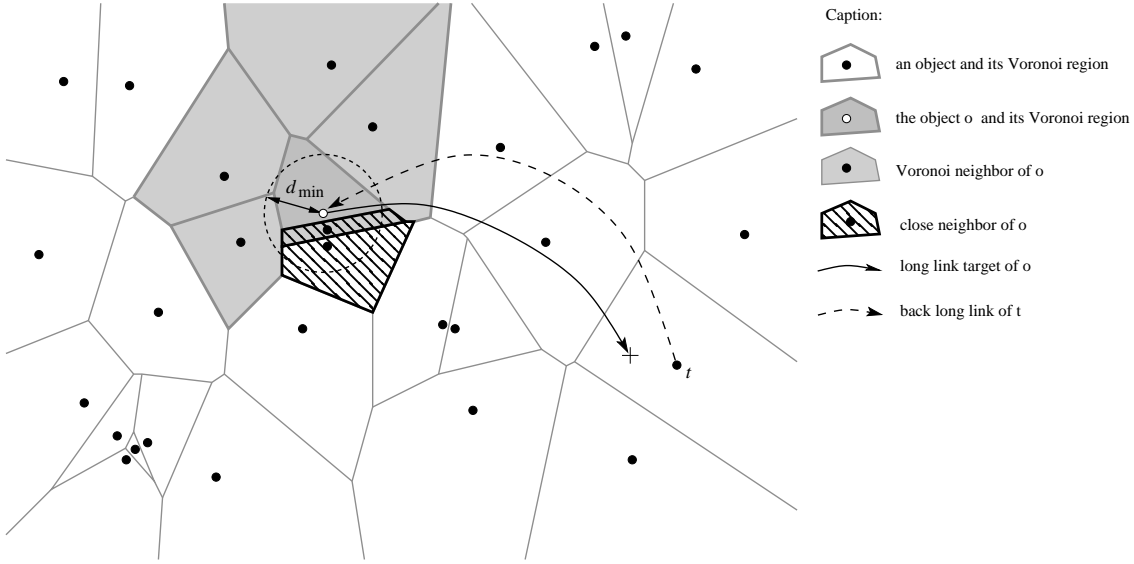 Caption:
an object and its Voronoi region
the object o and its Voronoi region
Voronoi neighbor of o
close neighbor of o
long link target of o
back long link of t
d min
t